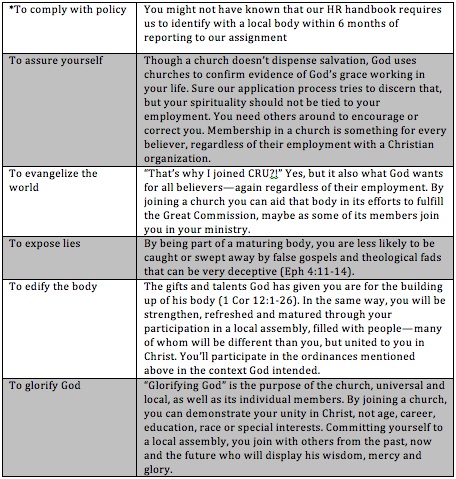 *To comply with policy
You might not have known that our HR handbook requires
us to identify with a local body within 6 months of
reporting to our assignment
To assure yourself
Though a church doesn't dispense salvation, God uses
churches to confirm evidence of God's grace working in
your life. Sure our application process tries to discern that,
but your spirituality should not be tied to your
employment. You need others around to encourage or
correct you. Membership in a church is something for every
believer, regardless of their employment with a Christian
organization.
To evangelize the
world
"That's why I joined CRU?!" Yes, but it also what God wants
for all believers—again regardless of their employment. By
joining a church you can aid that body in its efforts to fulfill
the Great Commission, maybe as some of its members join
you in your ministry.
To expose lies
By being part of a maturing body, you are less likely to be
caught or swept away by false gospels and theological fads
that can be very deceptive (Eph 4:11-14).
To edify the body
The gifts and talents God has given you are for the building
up of his body (1 Cor 12:1-26). In the same way, you will be
strengthen, refreshed and matured through your
participation in a local assembly, filled with people—many
of whom will be different than you, but united to you in
Christ. You'll participate in the ordinances mentioned
above in the context God intended.
To glorify God
"Glorifying God" is the purpose of the church, universal and
local, as well as its individual members. By joining a church,
you can demonstrate your unity in Christ, not age, career,
education, race or special interests. Committing yourself to
a local assembly, you join with others from the past, now
and the future who will display his wisdom, mercy and
glory.